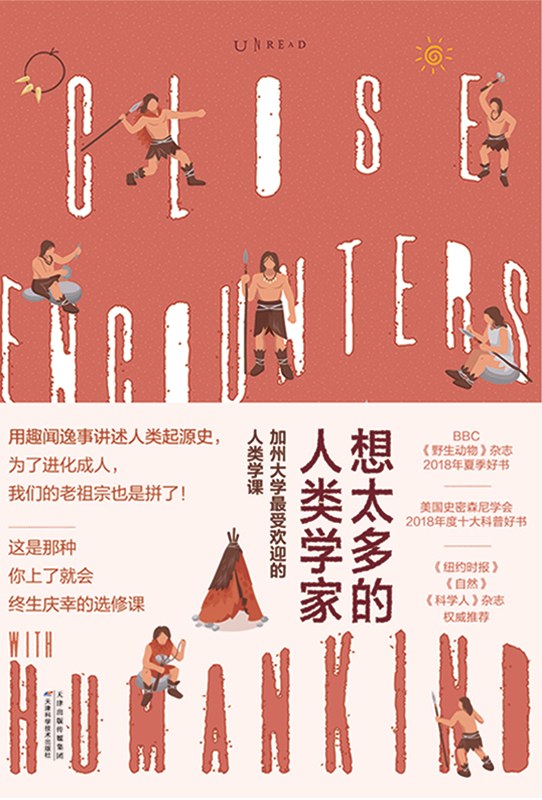 UNREAD
CLOSE
ENCOUNTERS
用趣闻逸事讲述人类起源史，
为了进化成人，
我们的老祖宗也是拼了！
这是那种
你上了就会
终生庆幸的选修课
加州大学最受欢迎的
人类学课
想太多的
人类学家
BBC
《野生动物》杂志
2018年夏季好书
美国史密森尼学会
2018年度十大科普好书
《纽约时报》
《自然》
《科学人》杂志
权威推荐
WITH
HUMANKIND
天津出版传媒集团
天津科学技术出版社